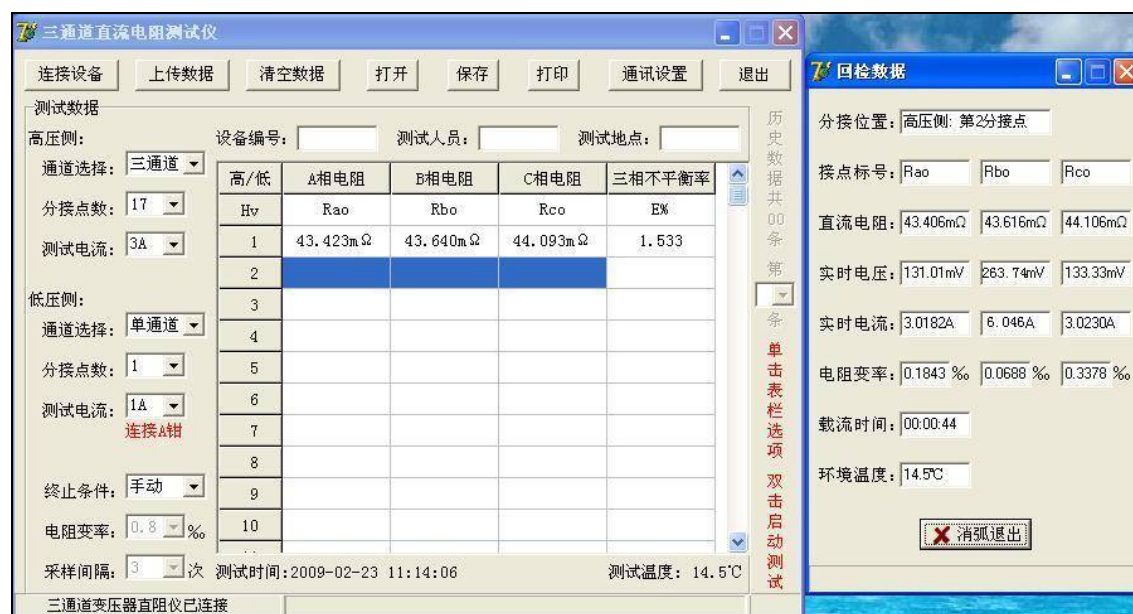 三通道直流电阻测试仪
连接设备 上传数据 清空数据 打开 保存 打印 通讯设置 退出
测试数据
高压侧: 设备编号: 测试人员: 测试地点:
通道选择: 三通道
分接点数: 17
测试电流: 3A
低压侧:
通道选择: 单通道
分接点数: 1
测试电流: 1A
连接A钳
终止条件: 手动
电阻变率: 0.8 ‰
采样间隔: 3 次
高/低 A相电阻 B相电阻 C相电阻 三相不平衡率
Hv Rao Rbo Rco E%
1 43.423mΩ 43.640mΩ 44.093mΩ 1.533
2
3
4
5
6
7
8
9
10
测试时间:2009-02-23 11:14:06 测试温度: 14.5℃
历史数据共00条 第 条
单击表栏选项 双击启动测试
三通道变压器直阻仪已连接
回检数据
分接位置: 高压侧: 第2分接点
接点标号: Rao Rbo Rco
直流电阻: 43.406mΩ 43.616mΩ 44.106mΩ
实时电压: 131.01mV 263.74mV 133.33mV
实时电流: 3.0182A 6.046A 3.0230A
电阻变率: 0.1843 ‰ 0.0688 ‰ 0.3378 ‰
载流时间: 00:00:44
环境温度: 14.5℃
消弧退出